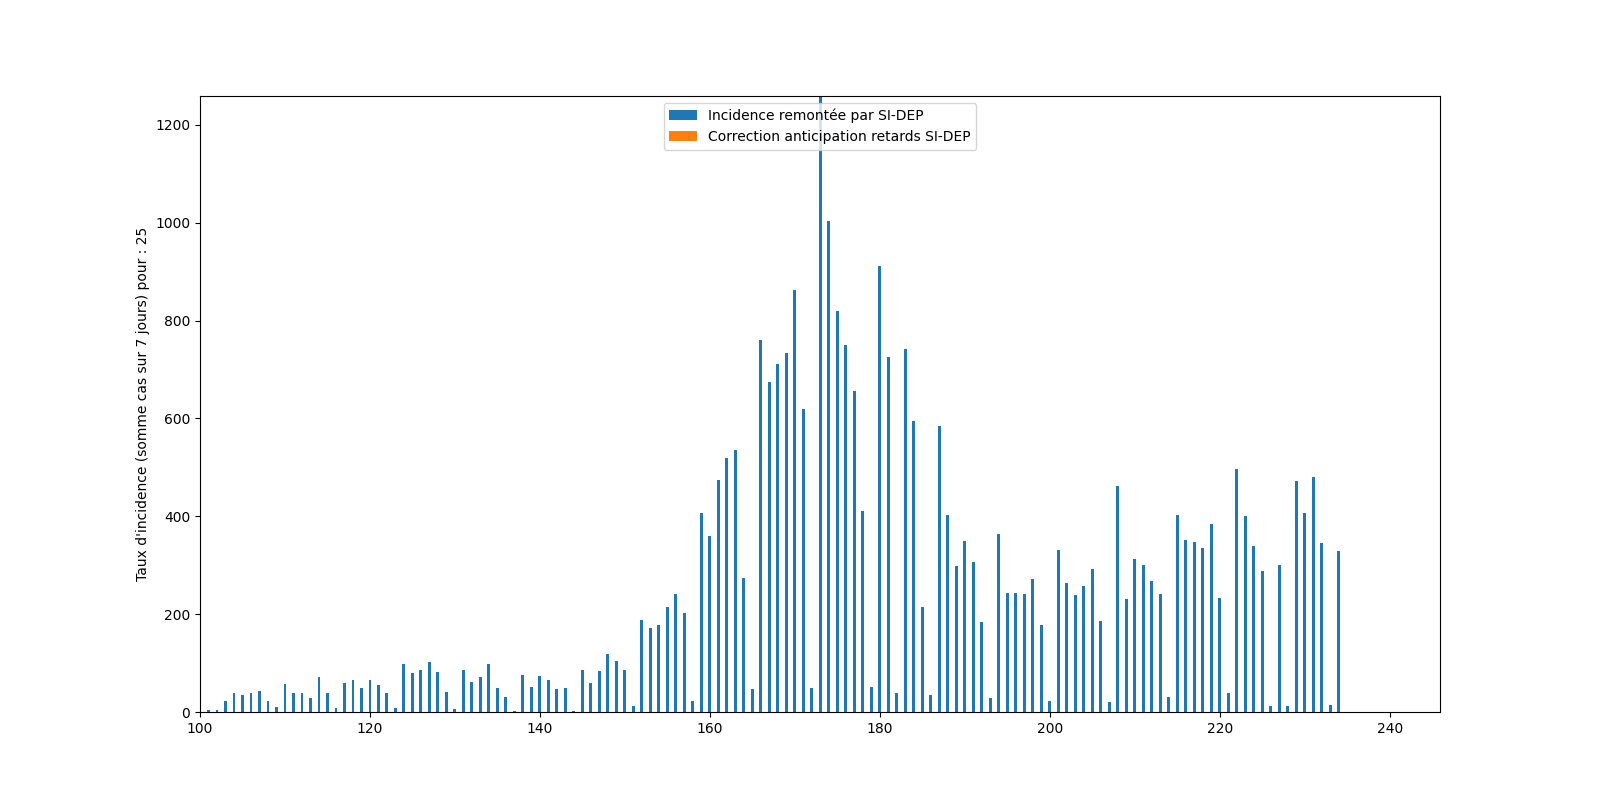 Incidence remontée par SI-DEP
Correction anticipation retards SI-DEP
Taux d'incidence (somme cas sur 7 jours) pour : 25
1200
1000
800
600
400
200
0
100 120 140 160 180 200 220 240